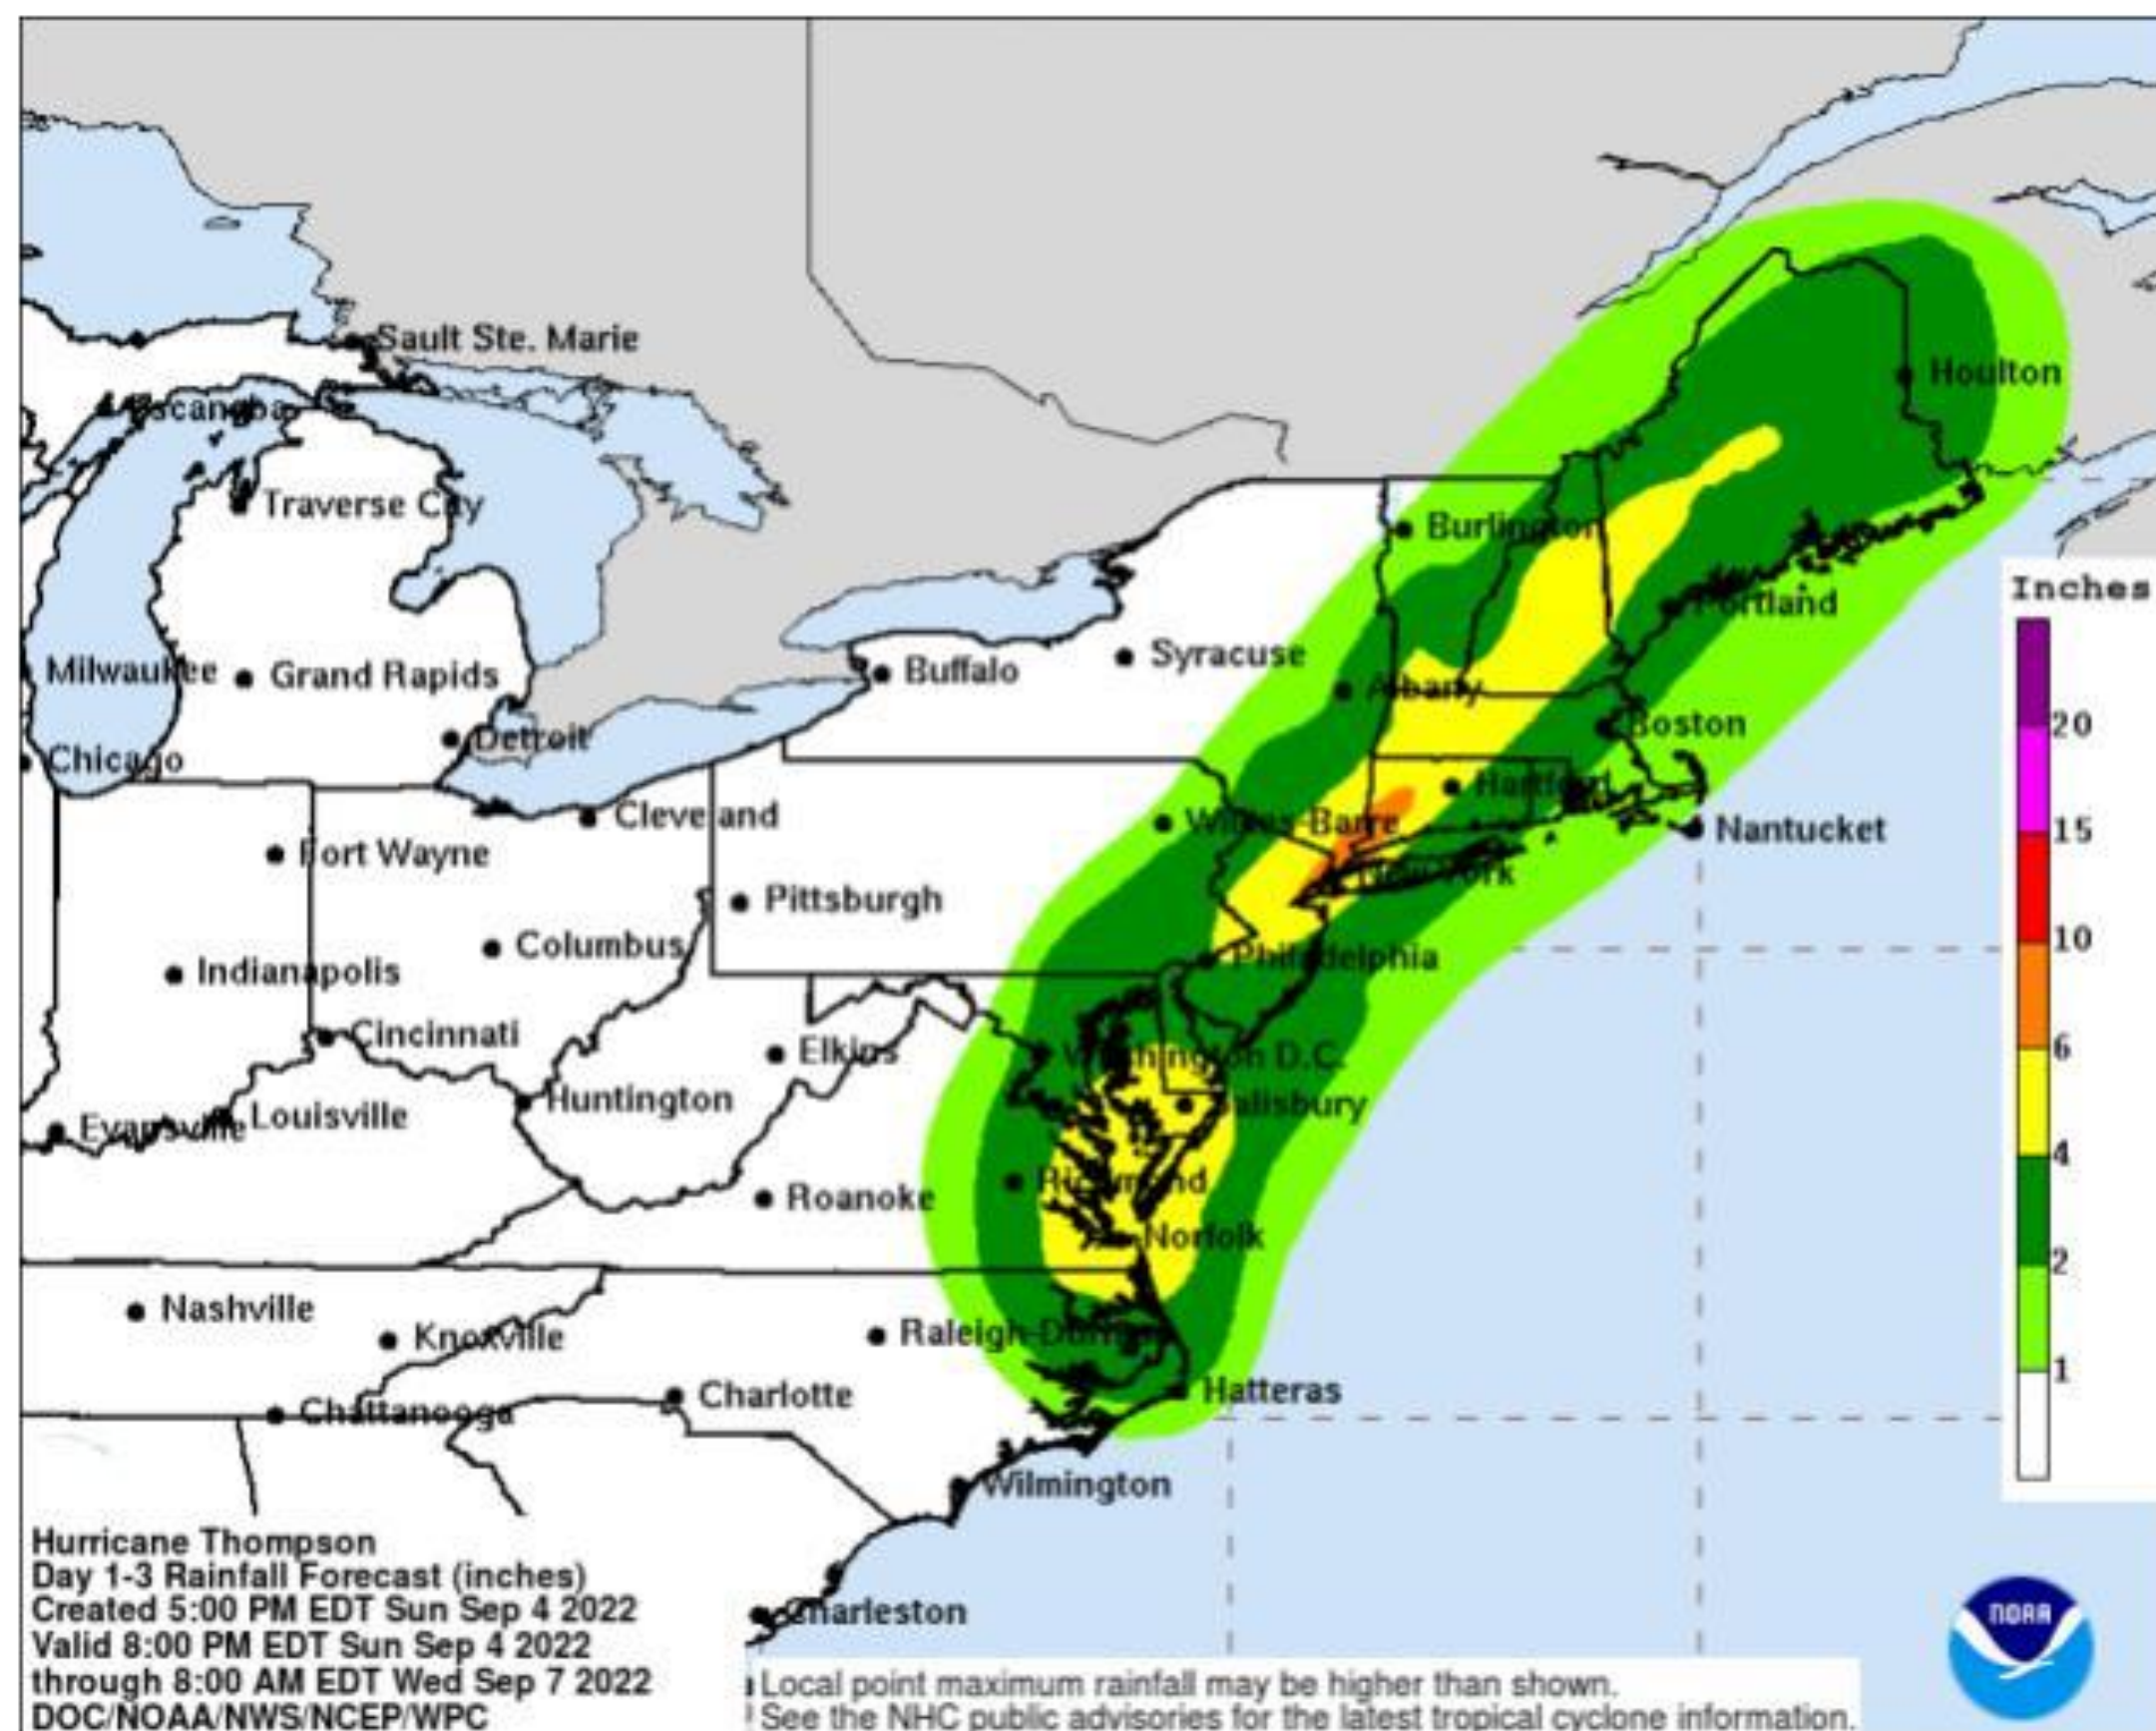 Sault Ste. Marie
Escanaba
Traverse City
Houlton
Burlington
Inches
Portland
Milwaukee
Grand Rapids
Buffalo
Syracuse
Albany
Boston
20
Detroit
Chicago
Hartford
Cleveland
Wilkes-Barre
Nantucket
15
Fort Wayne
New York
Pittsburgh
10
Columbus
Philadelphia
Indianapolis
Cincinnati
Elkins
Washington D.C.
6
Huntington
Salisbury
Evansville
Louisville
4
Richmond
Roanoke
Norfolk
2
Nashville
Knoxville
Raleigh-Durham
1
Charlotte
Hatteras
Chattanooga
Wilmington
Hurricane Thompson
Day 1-3 Rainfall Forecast (inches)
Created 5:00 PM EDT Sun Sep 4 2022
Valid 8:00 PM EDT Sun Sep 4 2022
through 8:00 AM EDT Wed Sep 7 2022
DOC/NOAA/NWS/NCEP/WPC
Charleston
NOAA
Local point maximum rainfall may be higher than shown.
See the NHC public advisories for the latest tropical cyclone information.